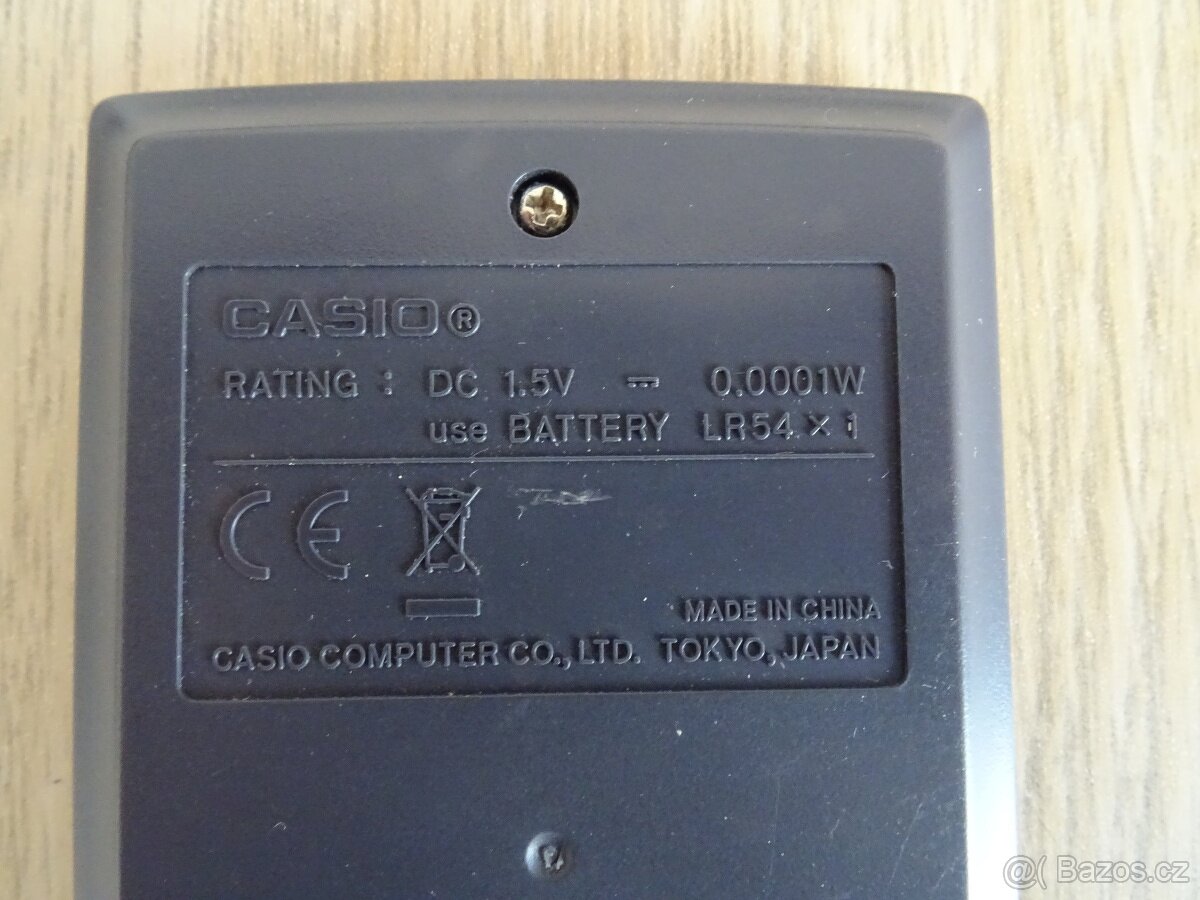 CASIO®
RATING : DC 1.5V ⎓ 0.0001W
use BATTERY LR54 × 1
CE
MADE IN CHINA
CASIO COMPUTER CO., LTD. TOKYO, JAPAN
@( Bazos.cz